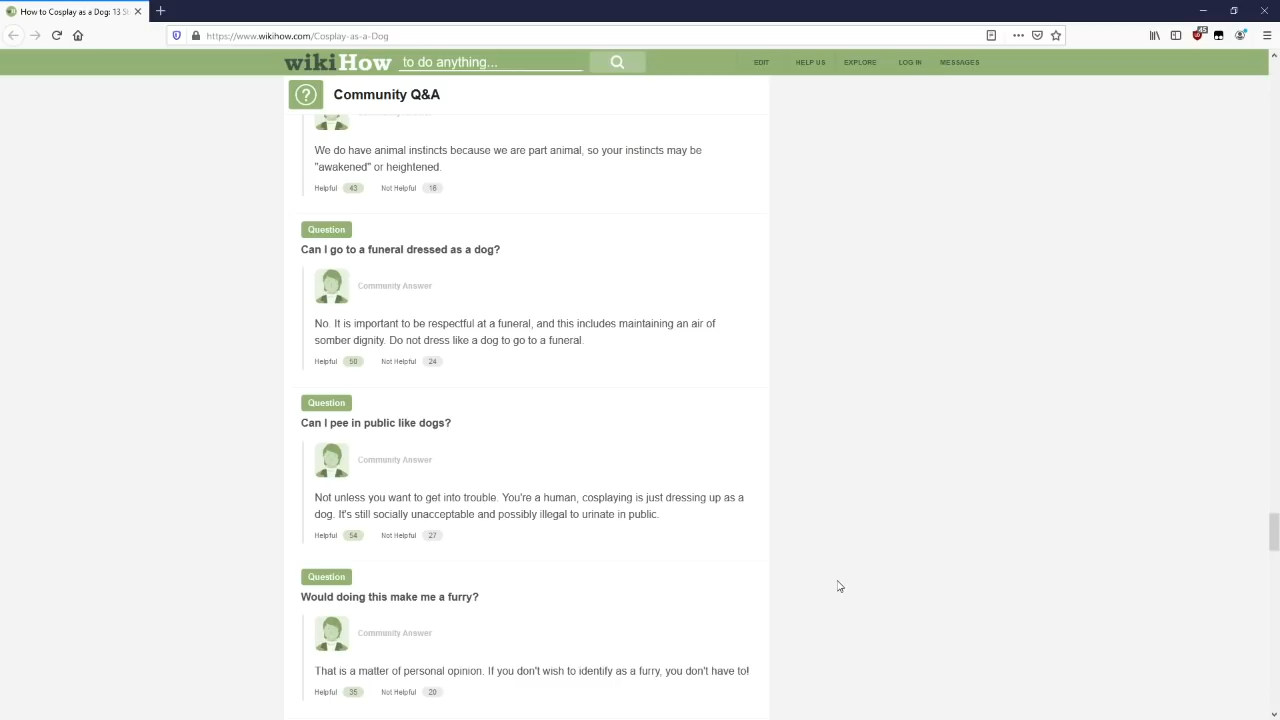 How to Cosplay as a Dog: 13 St
https://www.wikihow.com/Cosplay-as-a-Dog
wikiHow to do anything...
EDIT HELP US EXPLORE LOG IN MESSAGES
Community Q&A
We do have animal instincts because we are part animal, so your instincts may be
"awakened" or heightened.
Helpful 43 Not Helpful 16
Question
Can I go to a funeral dressed as a dog?
Community Answer
No. It is important to be respectful at a funeral, and this includes maintaining an air of
somber dignity. Do not dress like a dog to go to a funeral.
Helpful 50 Not Helpful 24
Question
Can I pee in public like dogs?
Community Answer
Not unless you want to get into trouble. You're a human, cosplaying is just dressing up as a
dog. It's still socially unacceptable and possibly illegal to urinate in public.
Helpful 54 Not Helpful 27
Question
Would doing this make me a furry?
Community Answer
That is a matter of personal opinion. If you don't wish to identify as a furry, you don't have to!
Helpful 35 Not Helpful 20